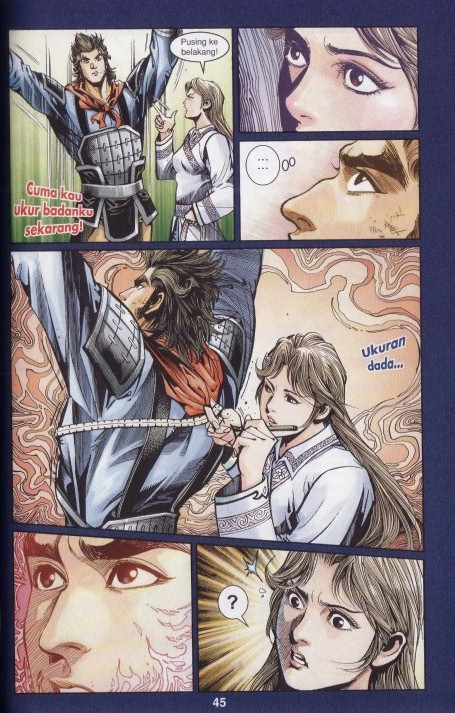 Pusing ke
belakang!
Cuma kau
ukur badanku
sekarang!
... ...
Ukuran
dada...
?
45